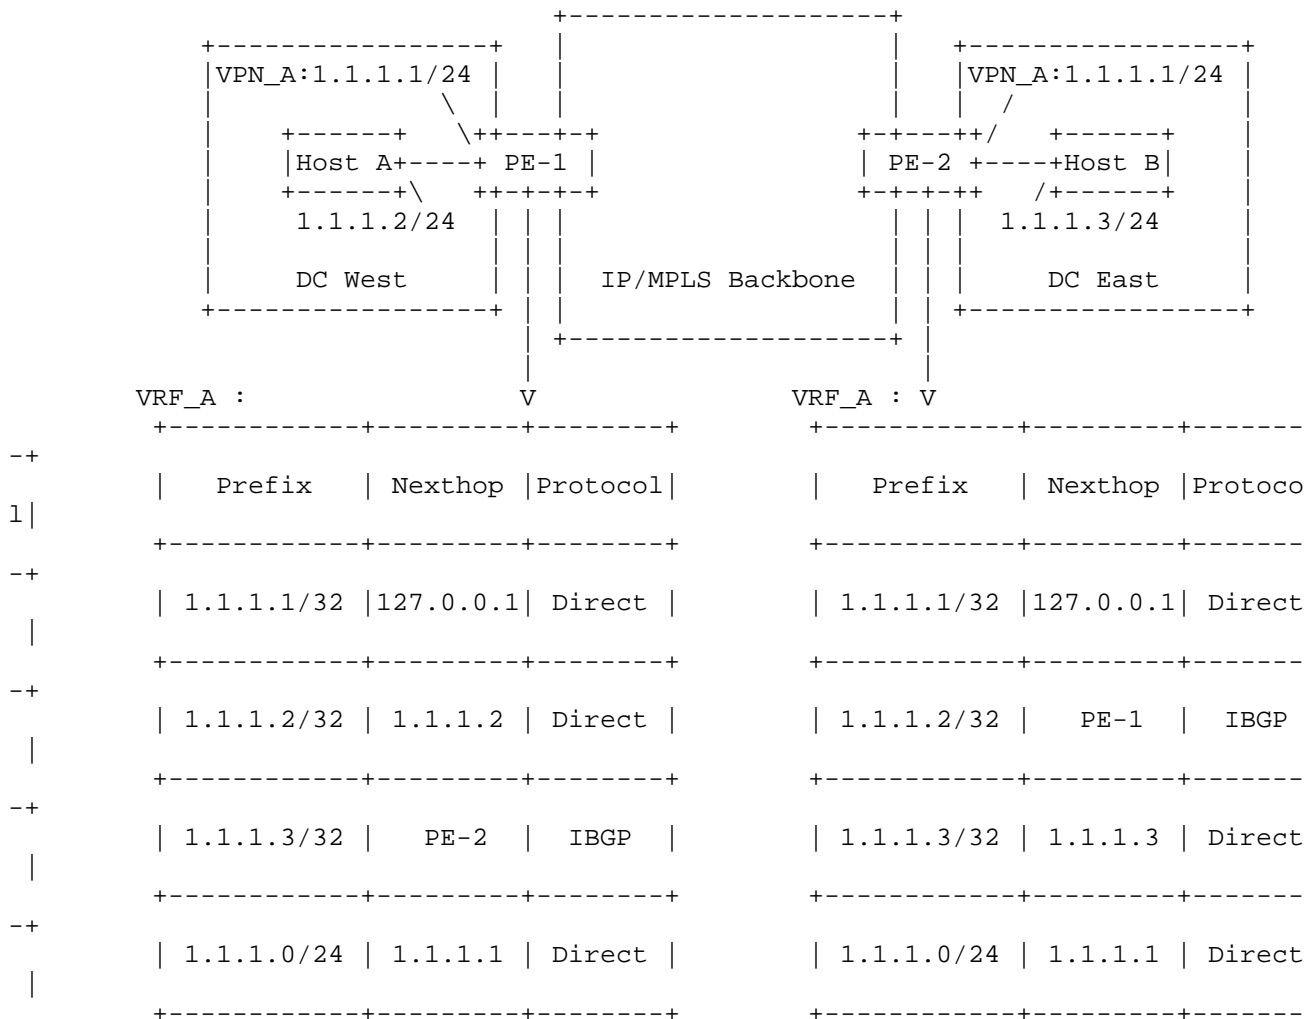 +--------------------+
             +-----------------+    |                    |    +-----------------+
             |VPN_A:1.1.1.1/24 |    |                    |    |VPN_A:1.1.1.1/24 |
             |              \  |    |                    |    |  /              |
             |    +------+   \++---+-+                +-+---++/   +------+    |
             |    |Host A+----+ PE-1 |                | PE-2 +----+Host B|    |
             |    +------+\   ++-+-+-+                +-+-+-++   /+------+    |
             |     1.1.1.2/24  | | |                    | | |  1.1.1.3/24     |
             |                 | | |                    | | |                 |
             |     DC West     | | |  IP/MPLS Backbone  | | |     DC East     |
             +-----------------+ | |                    | | +-----------------+
                                 | +--------------------+ |
                                 |                        |
        VRF_A :                  V                VRF_A : V
         +------------+---------+--------+        +------------+---------+-------
-+
         |   Prefix   | Nexthop |Protocol|        |   Prefix   | Nexthop |Protoco
l|
         +------------+---------+--------+        +------------+---------+-------
-+
         | 1.1.1.1/32 |127.0.0.1| Direct |        | 1.1.1.1/32 |127.0.0.1| Direct
 |
         +------------+---------+--------+        +------------+---------+-------
-+
         | 1.1.1.2/32 | 1.1.1.2 | Direct |        | 1.1.1.2/32 |   PE-1  |  IBGP
 |
         +------------+---------+--------+        +------------+---------+-------
-+
         | 1.1.1.3/32 |   PE-2  |  IBGP  |        | 1.1.1.3/32 | 1.1.1.3 | Direct
 |
         +------------+---------+--------+        +------------+---------+-------
-+
         | 1.1.1.0/24 | 1.1.1.1 | Direct |        | 1.1.1.0/24 | 1.1.1.1 | Direct
 |
         +------------+---------+--------+        +------------+---------+-------